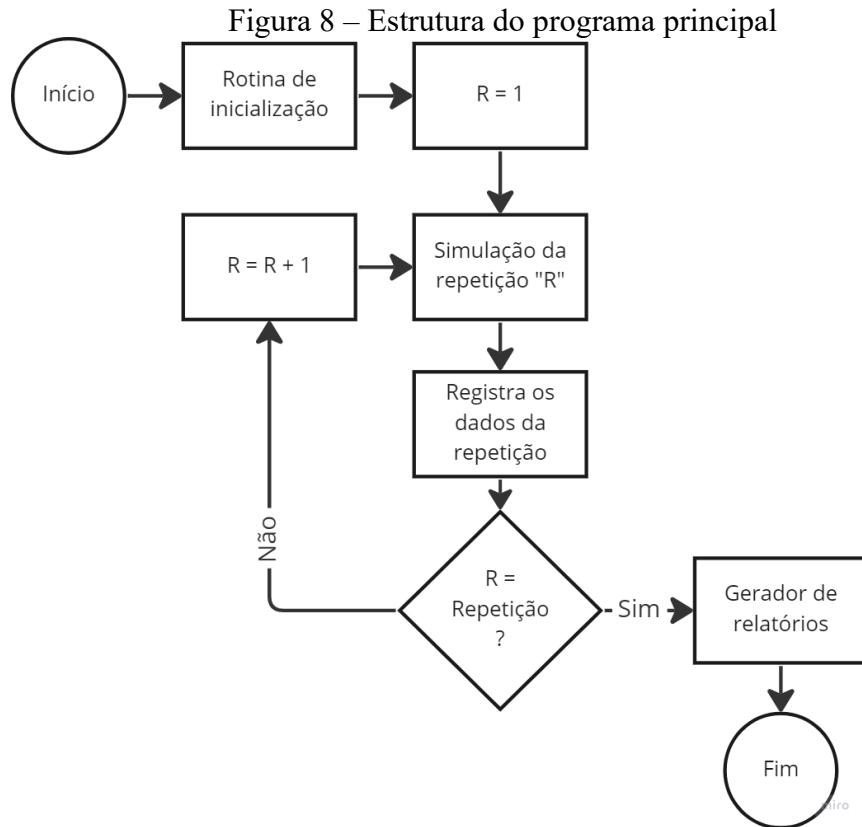 Figura 8 – Estrutura do programa principal
Início
Rotina de
inicialização
R = 1
R = R + 1
Simulação da
repetição "R"
Registra os
dados da
repetição
Não
R =
Repetição
?
Sim
Gerador de
relatórios
Fim
miro